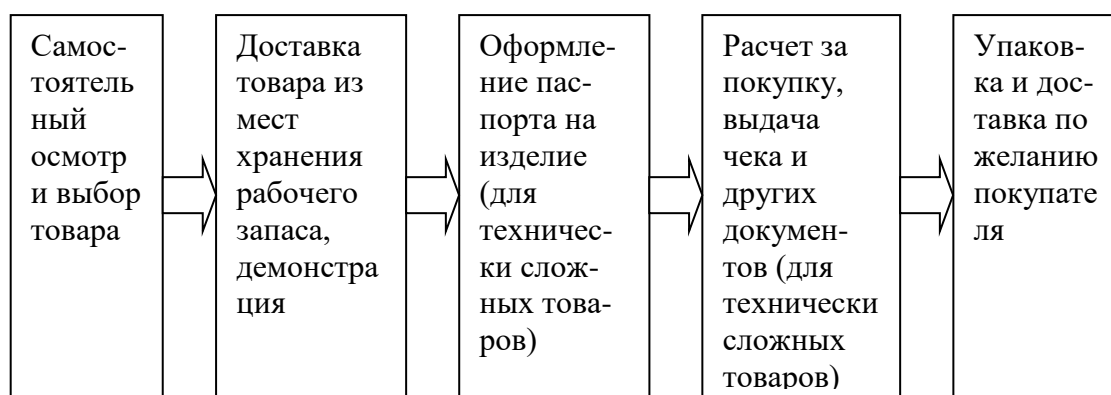 Самос-
тоятель
ный
осмотр
и выбор
товара
Доставка
товара из
мест
хранения
рабочего
запаса,
демонстра
ция
Оформле-
ние пас-
порта на
изделие
(для
техничес-
ки слож-
ных това-
ров)
Расчет за
покупку,
выдача
чека и
других
докумен-
тов (для
технически
сложных
товаров)
Упаков-
ка и дос-
тавка по
желанию
покупате
ля